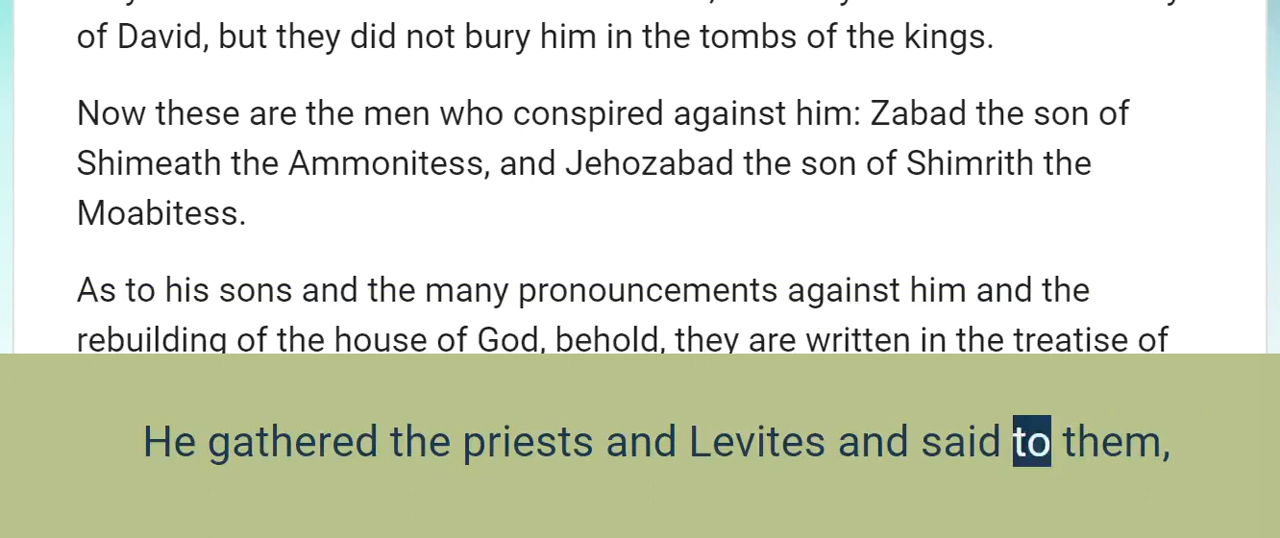 of David, but they did not bury him in the tombs of the kings.
Now these are the men who conspired against him: Zabad the son of
Shimeath the Ammonitess, and Jehozabad the son of Shimrith the
Moabitess.
As to his sons and the many pronouncements against him and the
rebuilding of the house of God, behold, they are written in the treatise of
He gathered the priests and Levites and said to them,